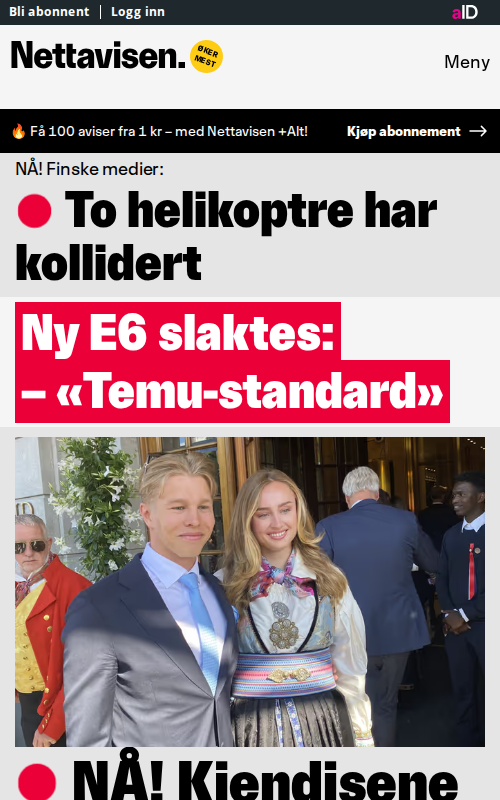 Bli abonnent | Logg inn
aID
Nettavisen.
ØKER
MEST
Meny
🔥 Få 100 aviser fra 1 kr – med Nettavisen +Alt!
Kjøp abonnement →
NÅ! Finske medier:
To helikoptre har
kollidert
Ny E6 slaktes:
– «Temu-standard»
NÅ! Kjendisene